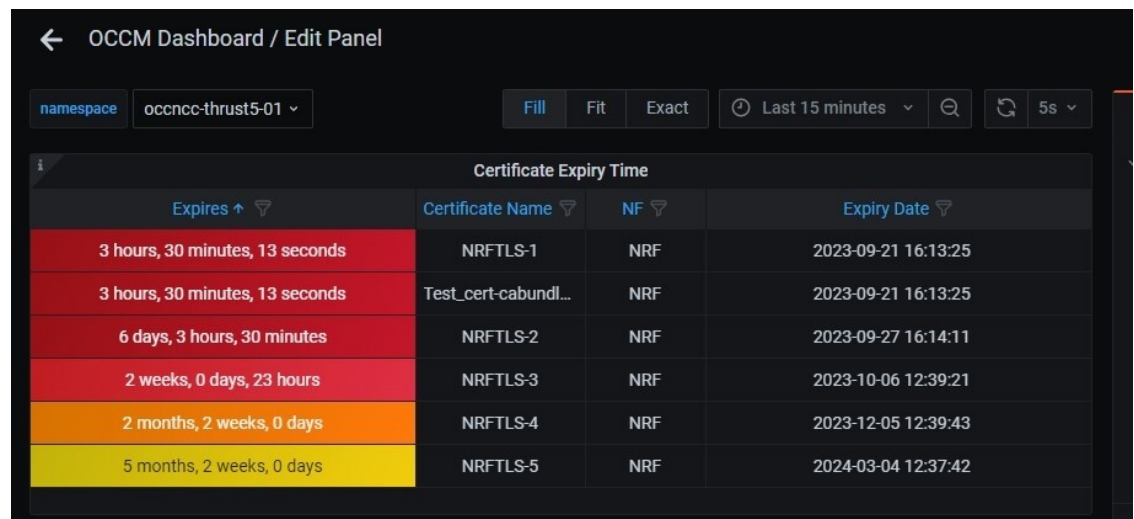 OCCM Dashboard / Edit Panel
namespace occncc-thrust5-01 Fill Fit Exact Last 15 minutes 5s
i Certificate Expiry Time
Expires ↑ Certificate Name NF Expiry Date
3 hours, 30 minutes, 13 seconds NRFTLS-1 NRF 2023-09-21 16:13:25
3 hours, 30 minutes, 13 seconds Test_cert-cabundl... NRF 2023-09-21 16:13:25
6 days, 3 hours, 30 minutes NRFTLS-2 NRF 2023-09-27 16:14:11
2 weeks, 0 days, 23 hours NRFTLS-3 NRF 2023-10-06 12:39:21
2 months, 2 weeks, 0 days NRFTLS-4 NRF 2023-12-05 12:39:43
5 months, 2 weeks, 0 days NRFTLS-5 NRF 2024-03-04 12:37:42